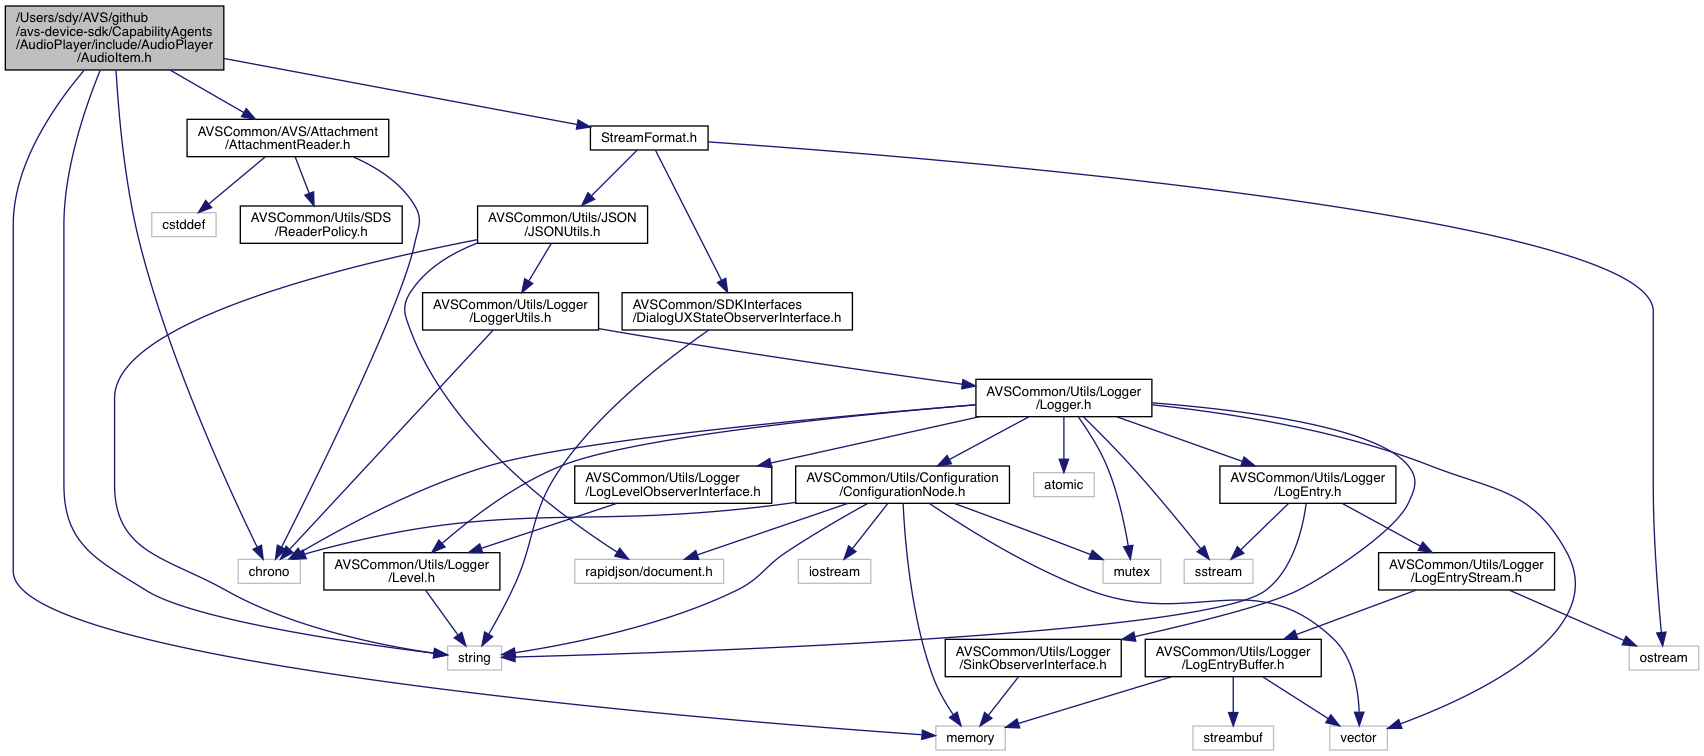 /Users/sdy/AVS/github
/avs-device-sdk/CapabilityAgents
/AudioPlayer/include/AudioPlayer
/AudioItem.h
AVSCommon/AVS/Attachment
/AttachmentReader.h
StreamFormat.h
cstddef
AVSCommon/Utils/SDS
/ReaderPolicy.h
AVSCommon/Utils/JSON
/JSONUtils.h
AVSCommon/Utils/Logger
/LoggerUtils.h
AVSCommon/SDKInterfaces
/DialogUXStateObserverInterface.h
AVSCommon/Utils/Logger
/Logger.h
AVSCommon/Utils/Logger
/LogLevelObserverInterface.h
AVSCommon/Utils/Configuration
/ConfigurationNode.h
atomic
AVSCommon/Utils/Logger
/LogEntry.h
chrono
AVSCommon/Utils/Logger
/Level.h
rapidjson/document.h
iostream
mutex
sstream
AVSCommon/Utils/Logger
/LogEntryStream.h
string
AVSCommon/Utils/Logger
/SinkObserverInterface.h
AVSCommon/Utils/Logger
/LogEntryBuffer.h
ostream
memory
streambuf
vector